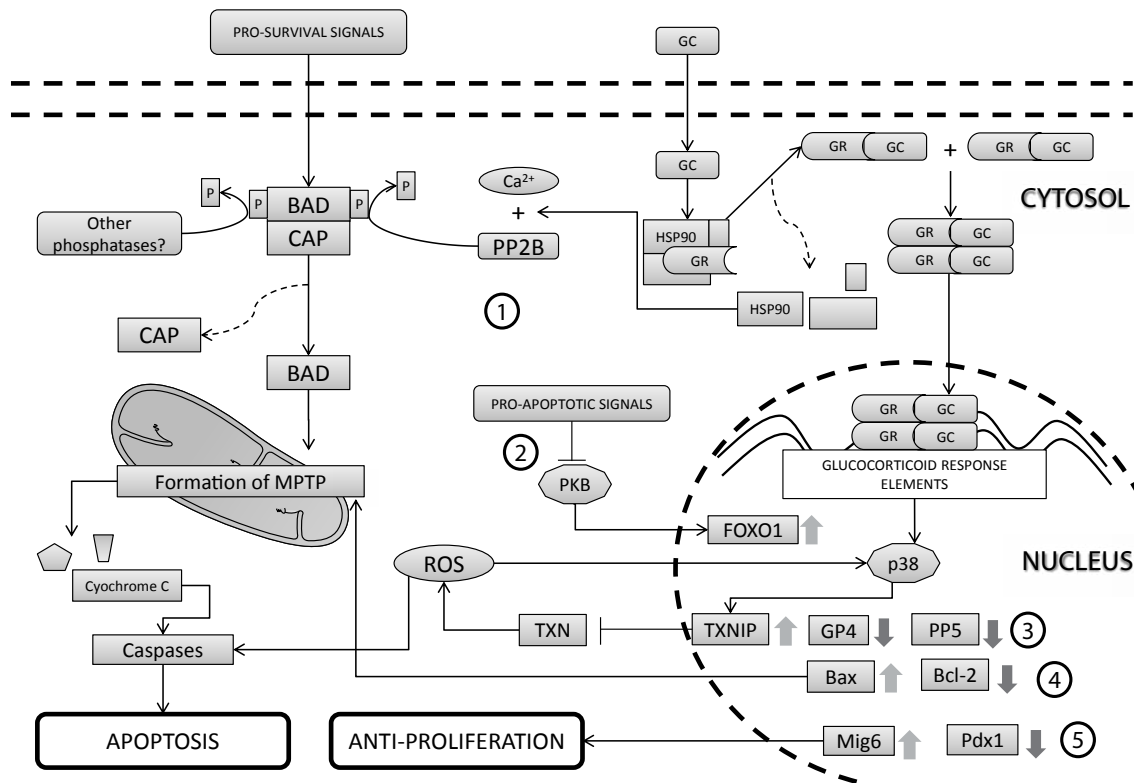 PRO-SURVIVAL SIGNALS
GC
GC
GR GC + GR GC
CYTOSOL
Ca2+
+
PP2B
P
P BAD P
P
CAP
Other
phosphatases?
HSP90
GR
GR GC
GR GC
HSP90
1
CAP
BAD
PRO-APOPTOTIC SIGNALS
2
PKB
GR GC
GR GC
GLUCOCORTICOID RESPONSE
ELEMENTS
Formation of MPTP
FOXO1
NUCLEUS
ROS
p38
Cyochrome C
TXN
TXNIP GP4 PP5 3
Caspases
Bax Bcl-2 4
APOPTOSIS
ANTI-PROLIFERATION
Mig6 Pdx1 5